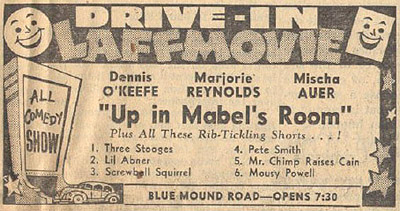 DRIVE-IN
LAFFMOVIE
ALL
COMEDY
SHOW
Dennis Marjorie Mischa
O'KEEFE REYNOLDS AUER
"Up in Mabel's Room"
Plus All These Rib-Tickling Shorts . . . !
1. Three Stooges 4. Pete Smith
2. Lil Abner 5. Mr. Chimp Raises Cain
3. Screwball Squirrel 6. Mousy Powell
BLUE MOUND ROAD—OPENS 7:30